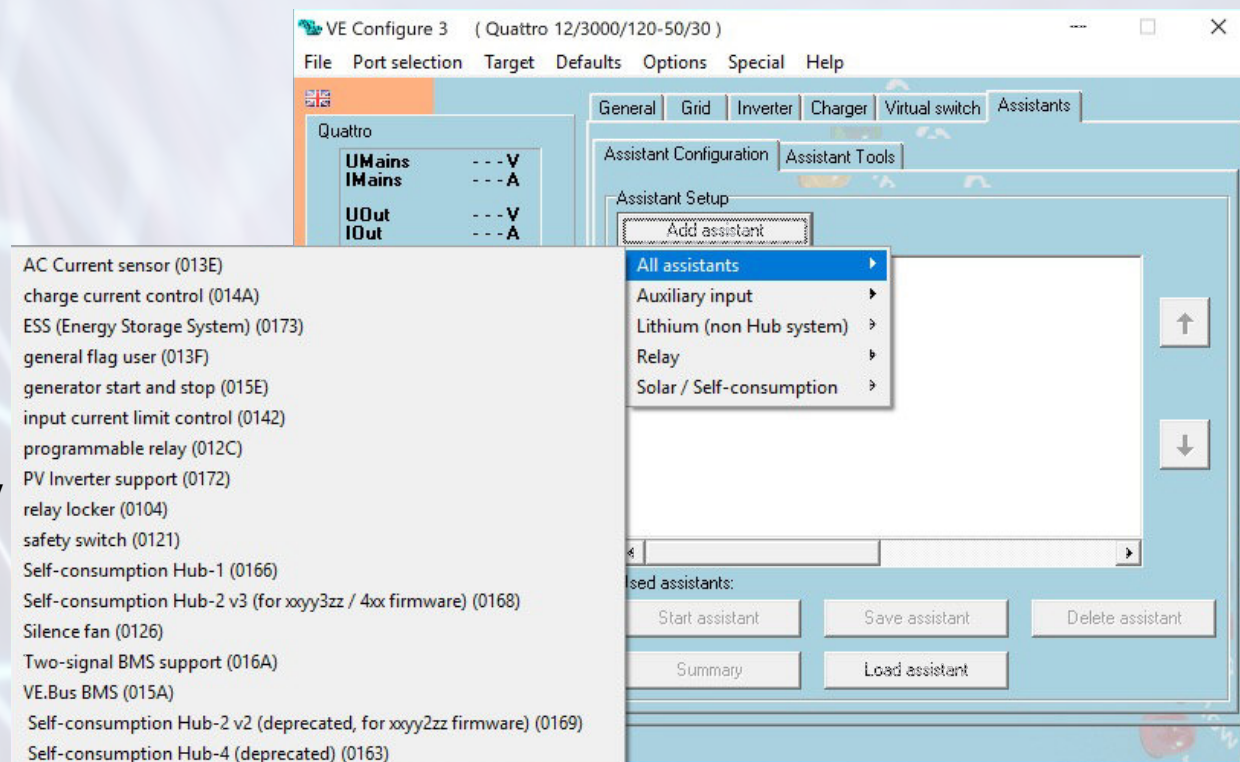 VE Configure 3 ( Quattro 12/3000/120-50/30 )
File Port selection Target Defaults Options Special Help
General Grid Inverter Charger Virtual switch Assistants
Quattro
Assistant Configuration Assistant Tools
UMains - - - V
IMains - - - A
UOut - - - V
IOut - - - A
Assistant Setup
Add assistant
All assistants
Auxiliary input
Lithium (non Hub system)
Relay
Solar / Self-consumption
AC Current sensor (013E)
charge current control (014A)
ESS (Energy Storage System) (0173)
general flag user (013F)
generator start and stop (015E)
input current limit control (0142)
programmable relay (012C)
PV Inverter support (0172)
relay locker (0104)
safety switch (0121)
Self-consumption Hub-1 (0166)
Self-consumption Hub-2 v3 (for xxyy3zz / 4xx firmware) (0168)
Silence fan (0126)
Two-signal BMS support (016A)
VE.Bus BMS (015A)
Self-consumption Hub-2 v2 (deprecated, for xxyy2zz firmware) (0169)
Self-consumption Hub-4 (deprecated) (0163)
sed assistants:
Start assistant Save assistant Delete assistant
Summary Load assistant